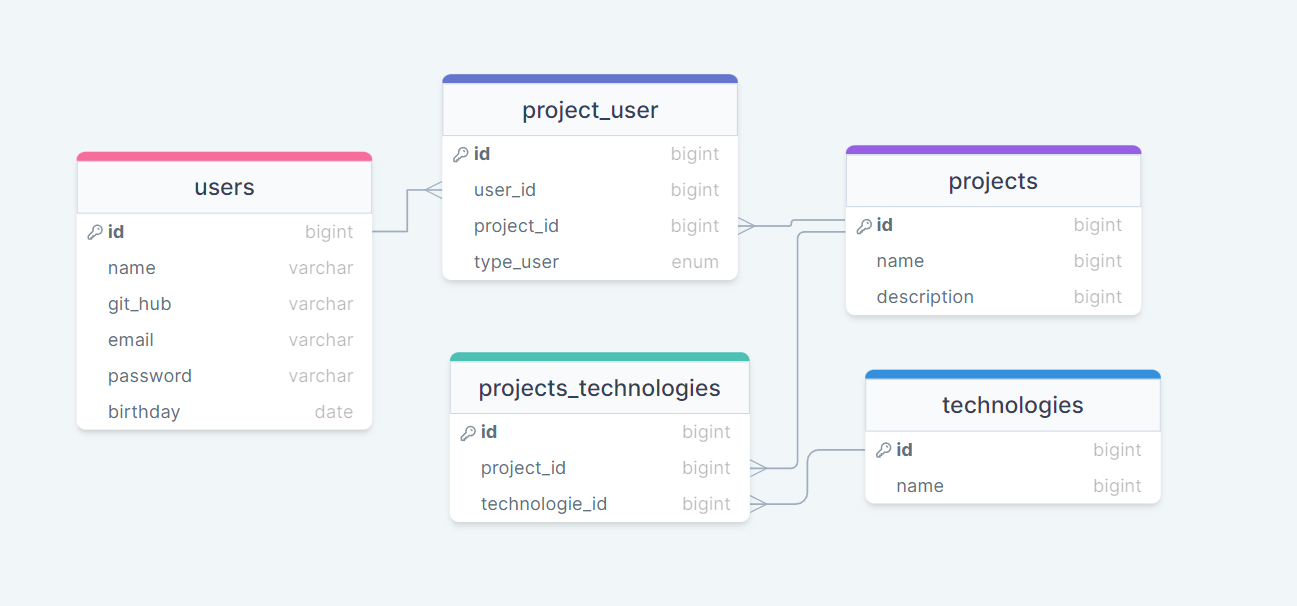 users
id bigint
name varchar
git_hub varchar
email varchar
password varchar
birthday date
project_user
id bigint
user_id bigint
project_id bigint
type_user enum
projects
id bigint
name bigint
description bigint
projects_technologies
id bigint
project_id bigint
technologie_id bigint
technologies
id bigint
name bigint